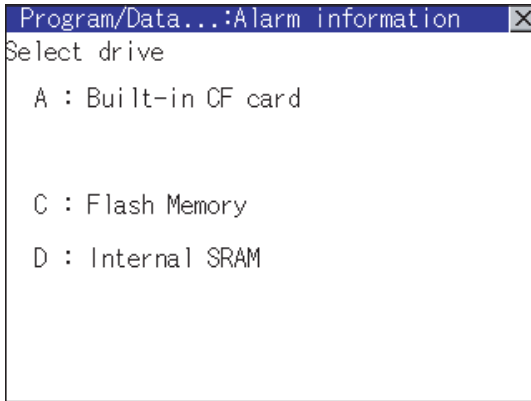 Program/Data...:Alarm information
Select drive
A : Built-in CF card
C : Flash Memory
D : Internal SRAM